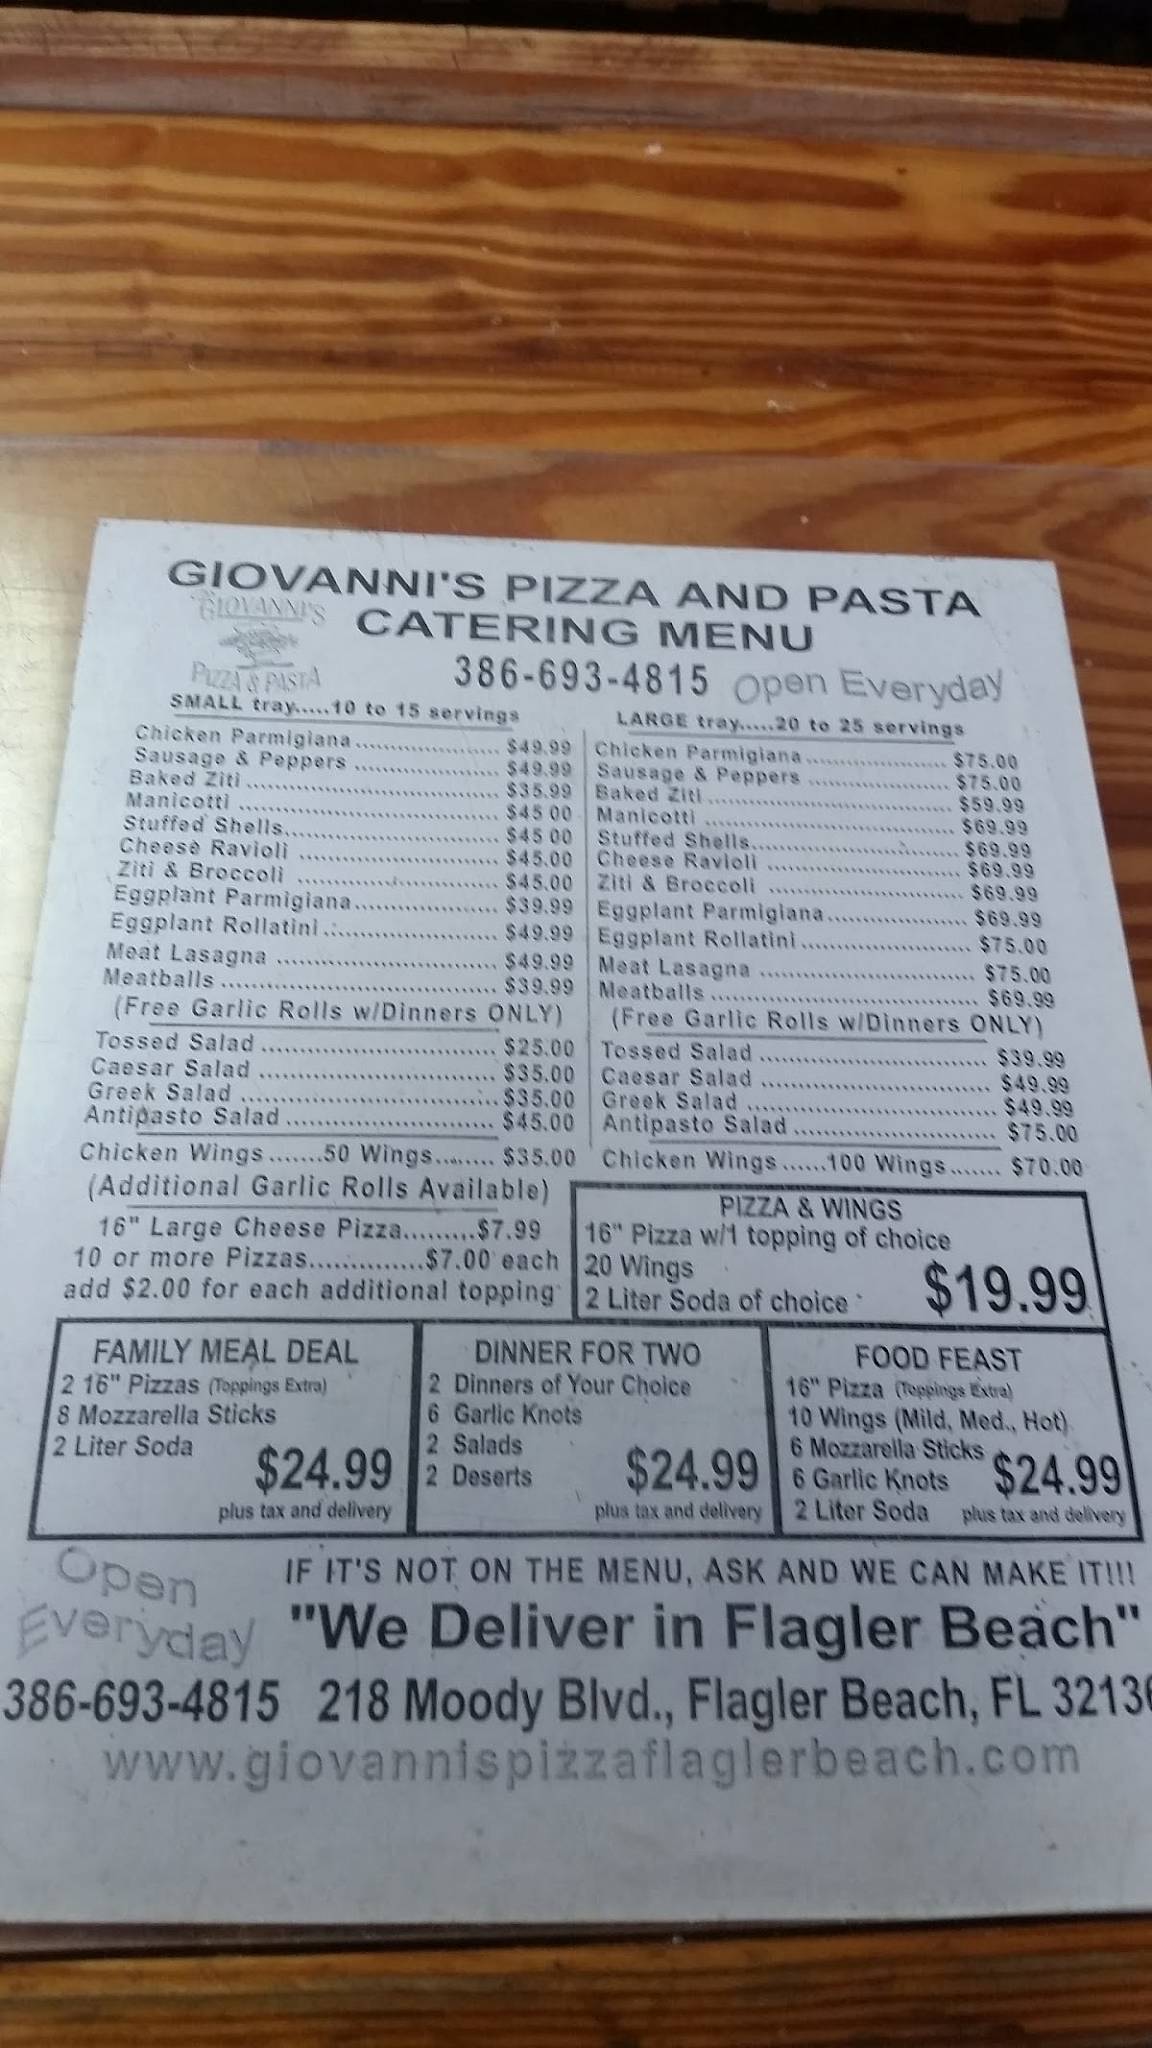 GIOVANNI'S PIZZA AND PASTA
CATERING MENU
GIOVANNI'S
PIZZA & PASTA
386-693-4815 Open Everyday
SMALL tray.....10 to 15 servings
Chicken Parmigiana.................... $49.99
Sausage & Peppers .................... $49.99
Baked Ziti ................................... $35.99
Manicotti .................................... $45 00
Stuffed Shells.............................. $45 00
Cheese Ravioli ............................ $45.00
Ziti & Broccoli ............................ $45.00
Eggplant Parmigiana.................... $39.99
Eggplant Rollatini ........................ $49.99
Meat Lasagna .............................. $49.99
Meatballs ..................................... $39.99
(Free Garlic Rolls w/Dinners ONLY)
Tossed Salad ................................ $25.00
Caesar Salad ................................ $35.00
Greek Salad .................................. $35.00
Antipasto Salad ............................ $45.00
Chicken Wings.......50 Wings......... $35.00
(Additional Garlic Rolls Available)
16" Large Cheese Pizza..........$7.99
10 or more Pizzas..............$7.00 each
add $2.00 for each additional topping
LARGE tray.....20 to 25 servings
Chicken Parmigiana.................... $75.00
Sausage & Peppers .................... $75.00
Baked Ziti ................................... $59.99
Manicotti .................................... $69.99
Stuffed Shells.............................. $69.99
Cheese Ravioli ............................ $69.99
Ziti & Broccoli ............................ $69.99
Eggplant Parmigiana.................... $69.99
Eggplant Rollatini ........................ $75.00
Meat Lasagna .............................. $75.00
Meatballs ..................................... $69.99
(Free Garlic Rolls w/Dinners ONLY)
Tossed Salad ................................ $39.99
Caesar Salad ................................ $49.99
Greek Salad .................................. $49.99
Antipasto Salad ............................ $75.00
Chicken Wings......100 Wings....... $70.00
PIZZA & WINGS
16" Pizza w/1 topping of choice
20 Wings
2 Liter Soda of choice
$19.99
FAMILY MEAL DEAL
2 16" Pizzas (Toppings Extra)
8 Mozzarella Sticks
2 Liter Soda
$24.99
plus tax and delivery
DINNER FOR TWO
2 Dinners of Your Choice
6 Garlic Knots
2 Salads
2 Deserts
$24.99
plus tax and delivery
FOOD FEAST
16" Pizza (Toppings Extra)
10 Wings (Mild, Med., Hot)
6 Mozzarella Sticks
6 Garlic Knots
2 Liter Soda
$24.99
plus tax and delivery
Open
Everyday
IF IT'S NOT ON THE MENU, ASK AND WE CAN MAKE IT!!!
"We Deliver in Flagler Beach"
386-693-4815 218 Moody Blvd., Flagler Beach, FL 32136
www.giovannispizzaflaglerbeach.com